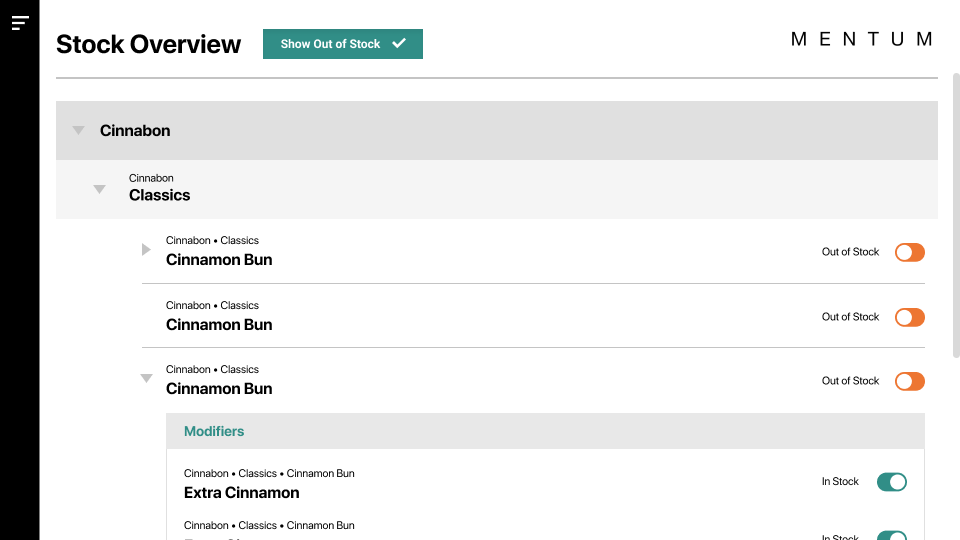 Stock Overview
Show Out of Stock
MENTUM
Cinnabon
Cinnabon
Classics
Cinnabon • Classics
Cinnamon Bun
Out of Stock
Cinnabon • Classics
Cinnamon Bun
Out of Stock
Cinnabon • Classics
Cinnamon Bun
Out of Stock
Modifiers
Cinnabon • Classics • Cinnamon Bun
Extra Cinnamon
In Stock
Cinnabon • Classics • Cinnamon Bun
In Stock